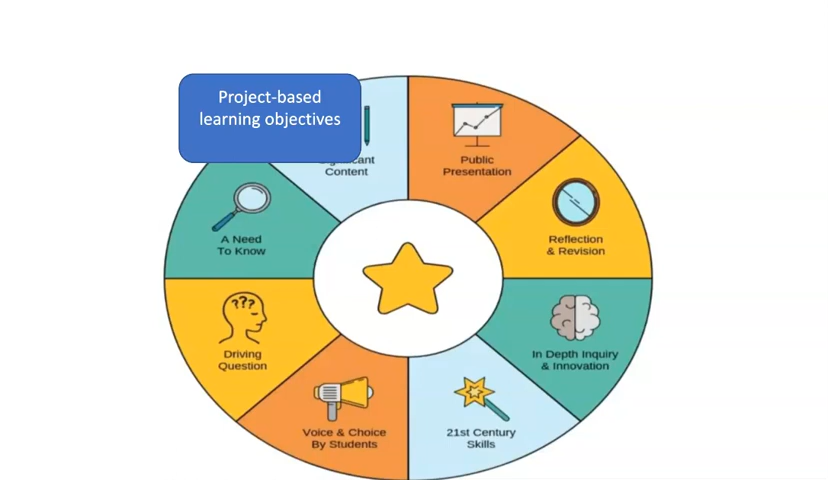 Project-based
learning objectives
Content
Public
Presentation
A Need
To Know
Reflection
& Revision
???
Driving
Question
In Depth Inquiry
& Innovation
Voice & Choice
By Students
21st Century
Skills